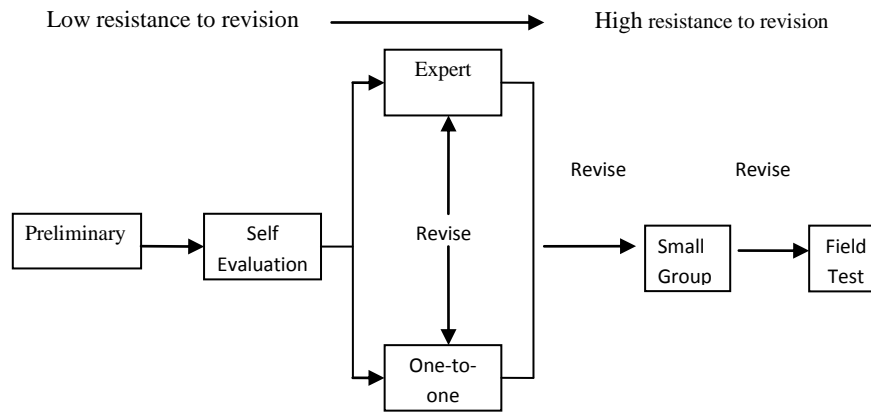 Low resistance to revision
High resistance to revision
Expert
Revise
Revise
Preliminary
Self
Evaluation
Revise
Small
Group
Field
Test
One-to-
one